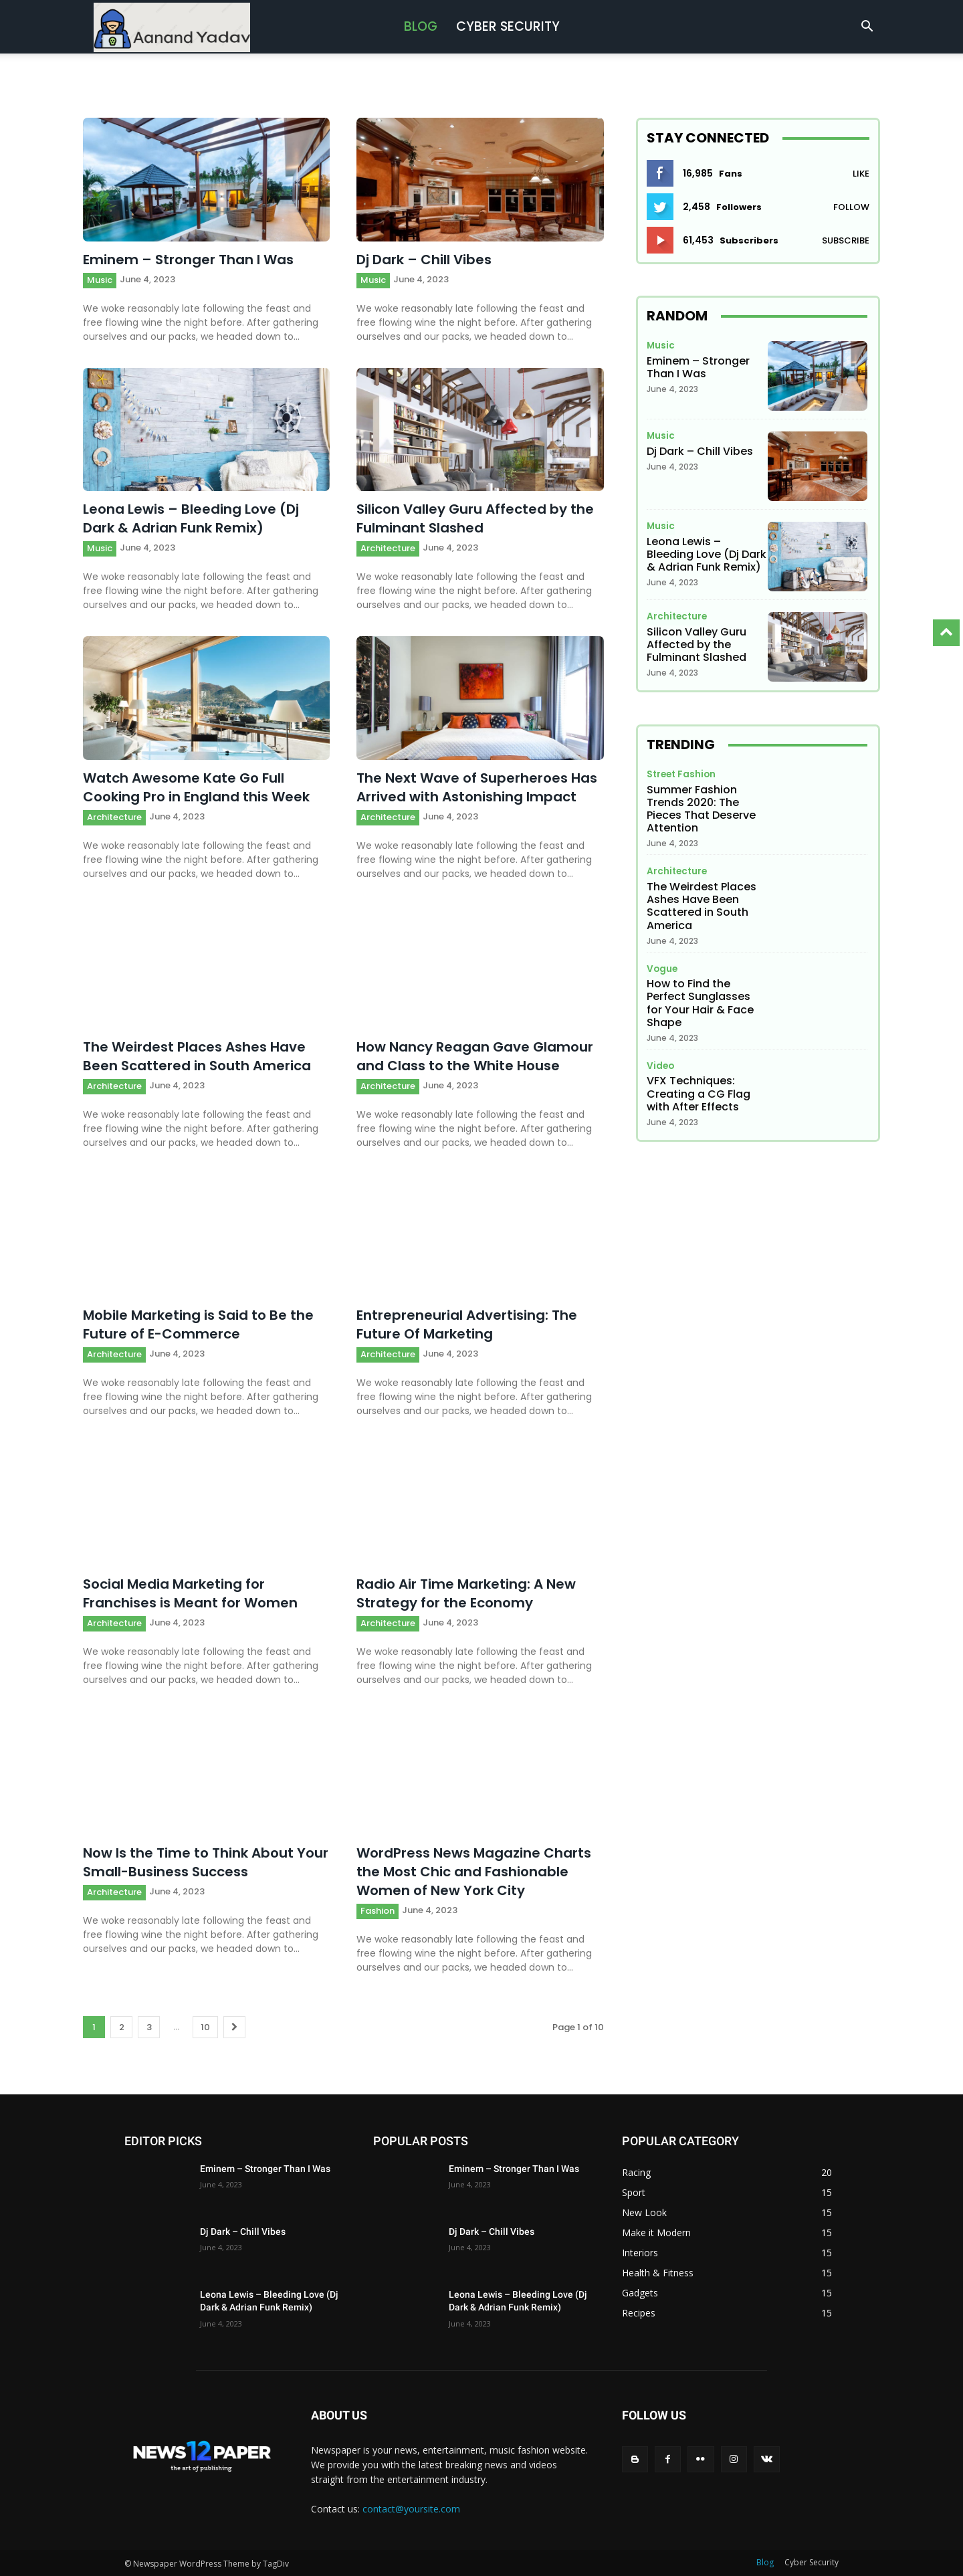 Aanand Yadav
BLOG
CYBER SECURITY
Eminem – Stronger Than I Was
Music June 4, 2023
We woke reasonably late following the feast and
free flowing wine the night before. After gathering
ourselves and our packs, we headed down to...
Dj Dark – Chill Vibes
Music June 4, 2023
We woke reasonably late following the feast and
free flowing wine the night before. After gathering
ourselves and our packs, we headed down to...
Leona Lewis – Bleeding Love (Dj
Dark & Adrian Funk Remix)
Music June 4, 2023
We woke reasonably late following the feast and
free flowing wine the night before. After gathering
ourselves and our packs, we headed down to...
Silicon Valley Guru Affected by the
Fulminant Slashed
Architecture June 4, 2023
We woke reasonably late following the feast and
free flowing wine the night before. After gathering
ourselves and our packs, we headed down to...
Watch Awesome Kate Go Full
Cooking Pro in England this Week
Architecture June 4, 2023
We woke reasonably late following the feast and
free flowing wine the night before. After gathering
ourselves and our packs, we headed down to...
The Next Wave of Superheroes Has
Arrived with Astonishing Impact
Architecture June 4, 2023
We woke reasonably late following the feast and
free flowing wine the night before. After gathering
ourselves and our packs, we headed down to...
The Weirdest Places Ashes Have
Been Scattered in South America
Architecture June 4, 2023
We woke reasonably late following the feast and
free flowing wine the night before. After gathering
ourselves and our packs, we headed down to...
How Nancy Reagan Gave Glamour
and Class to the White House
Architecture June 4, 2023
We woke reasonably late following the feast and
free flowing wine the night before. After gathering
ourselves and our packs, we headed down to...
Mobile Marketing is Said to Be the
Future of E-Commerce
Architecture June 4, 2023
We woke reasonably late following the feast and
free flowing wine the night before. After gathering
ourselves and our packs, we headed down to...
Entrepreneurial Advertising: The
Future Of Marketing
Architecture June 4, 2023
We woke reasonably late following the feast and
free flowing wine the night before. After gathering
ourselves and our packs, we headed down to...
Social Media Marketing for
Franchises is Meant for Women
Architecture June 4, 2023
We woke reasonably late following the feast and
free flowing wine the night before. After gathering
ourselves and our packs, we headed down to...
Radio Air Time Marketing: A New
Strategy for the Economy
Architecture June 4, 2023
We woke reasonably late following the feast and
free flowing wine the night before. After gathering
ourselves and our packs, we headed down to...
Now Is the Time to Think About Your
Small-Business Success
Architecture June 4, 2023
We woke reasonably late following the feast and
free flowing wine the night before. After gathering
ourselves and our packs, we headed down to...
WordPress News Magazine Charts
the Most Chic and Fashionable
Women of New York City
Fashion June 4, 2023
We woke reasonably late following the feast and
free flowing wine the night before. After gathering
ourselves and our packs, we headed down to...
1 2 3 ... 10
Page 1 of 10
STAY CONNECTED
16,985 Fans LIKE
2,458 Followers FOLLOW
61,453 Subscribers SUBSCRIBE
RANDOM
Music
Eminem – Stronger
Than I Was
June 4, 2023
Music
Dj Dark – Chill Vibes
June 4, 2023
Music
Leona Lewis –
Bleeding Love (Dj Dark
& Adrian Funk Remix)
June 4, 2023
Architecture
Silicon Valley Guru
Affected by the
Fulminant Slashed
June 4, 2023
TRENDING
Street Fashion
Summer Fashion
Trends 2020: The
Pieces That Deserve
Attention
June 4, 2023
Architecture
The Weirdest Places
Ashes Have Been
Scattered in South
America
June 4, 2023
Vogue
How to Find the
Perfect Sunglasses
for Your Hair & Face
Shape
June 4, 2023
Video
VFX Techniques:
Creating a CG Flag
with After Effects
June 4, 2023
EDITOR PICKS
Eminem – Stronger Than I Was
June 4, 2023
Dj Dark – Chill Vibes
June 4, 2023
Leona Lewis – Bleeding Love (Dj
Dark & Adrian Funk Remix)
June 4, 2023
POPULAR POSTS
Eminem – Stronger Than I Was
June 4, 2023
Dj Dark – Chill Vibes
June 4, 2023
Leona Lewis – Bleeding Love (Dj
Dark & Adrian Funk Remix)
June 4, 2023
POPULAR CATEGORY
Racing 20
Sport 15
New Look 15
Make it Modern 15
Interiors 15
Health & Fitness 15
Gadgets 15
Recipes 15
NEWS12PAPER
the art of publishing
ABOUT US
Newspaper is your news, entertainment, music fashion website.
We provide you with the latest breaking news and videos
straight from the entertainment industry.
Contact us: contact@yoursite.com
FOLLOW US
© Newspaper WordPress Theme by TagDiv
Blog Cyber Security